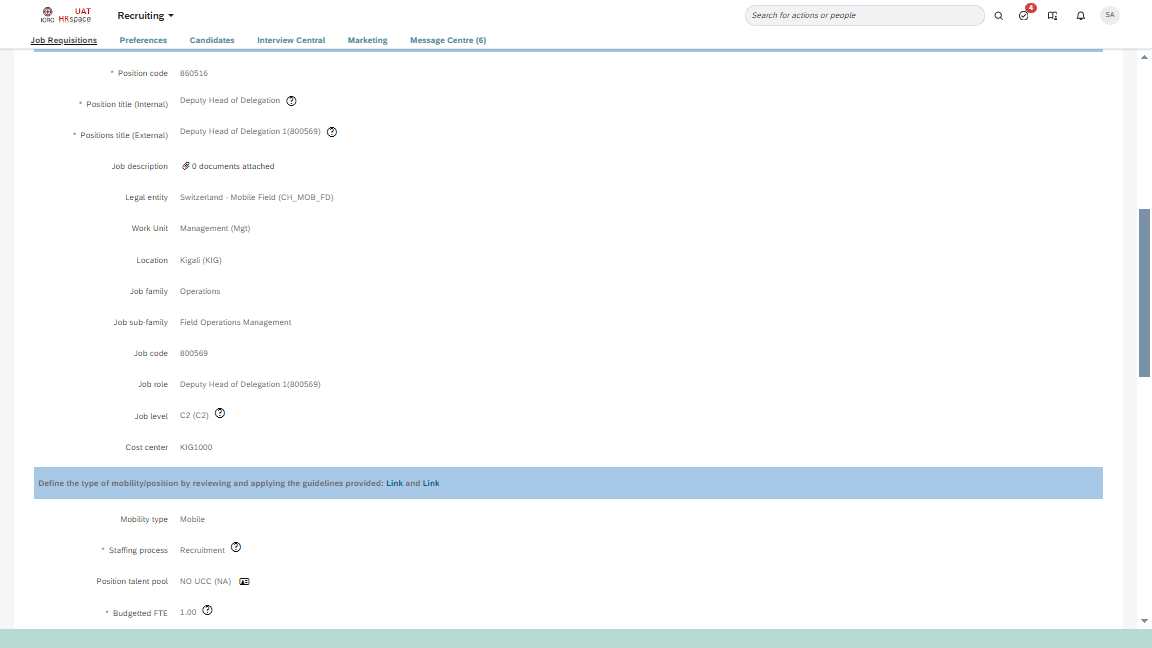 ICRC UAT HRspace Recruiting Search for actions or people 4 SA
Job Requisitions Preferences Candidates Interview Central Marketing Message Centre (6)
* Position code 860516
* Position title (Internal) Deputy Head of Delegation ?
* Positions title (External) Deputy Head of Delegation 1(800569) ?
Job description 0 documents attached
Legal entity Switzerland - Mobile Field (CH_MOB_FD)
Work Unit Management (Mgt)
Location Kigali (KIG)
Job family Operations
Job sub-family Field Operations Management
Job code 800569
Job role Deputy Head of Delegation 1(800569)
Job level C2 (C2) ?
Cost center KIG1000
Define the type of mobility/position by reviewing and applying the guidelines provided: Link and Link
Mobility type Mobile
* Staffing process Recruitment ?
Position talent pool NO UCC (NA)
* Budgetted FTE 1.00 ?